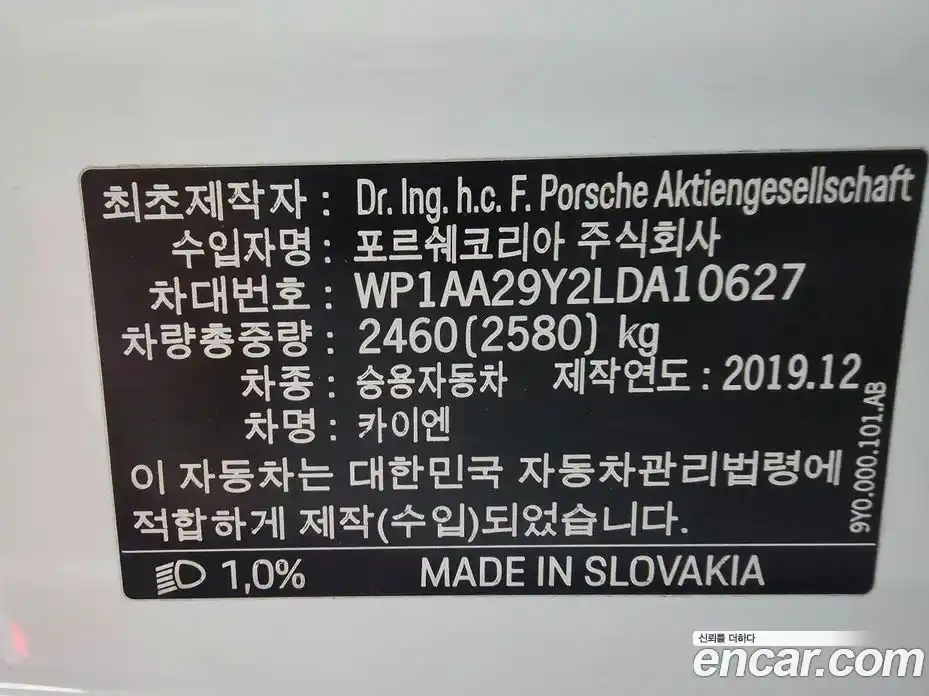 최초제작자 : Dr. Ing. h.c. F. Porsche Aktiengesellschaft
수입자명 : 포르쉐코리아 주식회사
차대번호 : WP1AA29Y2LDA10627
차량총중량 : 2460(2580) kg
차종 : 승용자동차 제작연도 : 2019.12
차명 : 카이엔
이 자동차는 대한민국 자동차관리법령에
적합하게 제작(수입)되었습니다.
9Y0.000.101.AB
1,0% MADE IN SLOVAKIA
신뢰를 더하다
encar.com